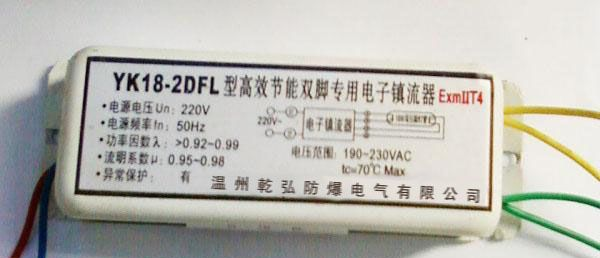 YK18-2DFL型高效节能双脚专用电子镇流器 ExmIIT4
•电源电压Un: 220V
•电源频率fn: 50Hz
•功率因数λ: >0.92~0.99
•流明系数μ: 0.95~0.98
•异常保护: 有
220V~
电子镇流器
电压范围: 190~230VAC
tc=70℃ Max
温州乾弘防爆电气有限公司